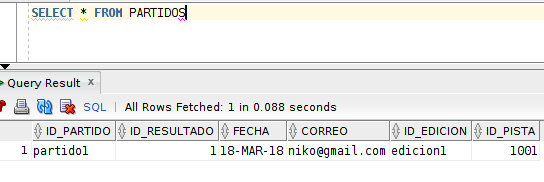 SELECT * FROM PARTIDOS
Query Result x
SQL | All Rows Fetched: 1 in 0.088 seconds
ID_PARTIDO ID_RESULTADO FECHA CORREO ID_EDICION ID_PISTA
1 partido1 1 18-MAR-18 niko@gmail.com edicion1 1001